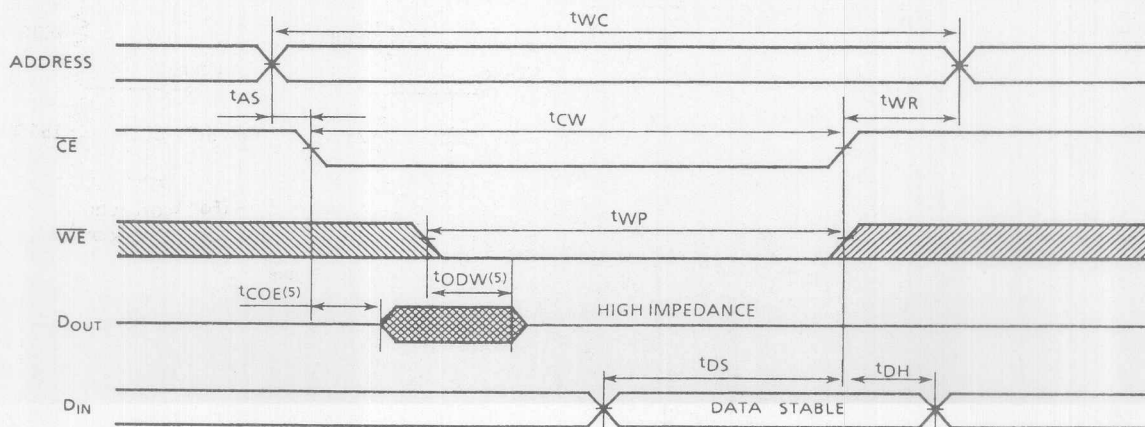 tWC
ADDRESS
tAS
tWR
tCW
CE
tWP
WE
tCOE(5)
tODW(5)
DOUT
HIGH IMPEDANCE
tDS
tDH
DIN
DATA STABLE